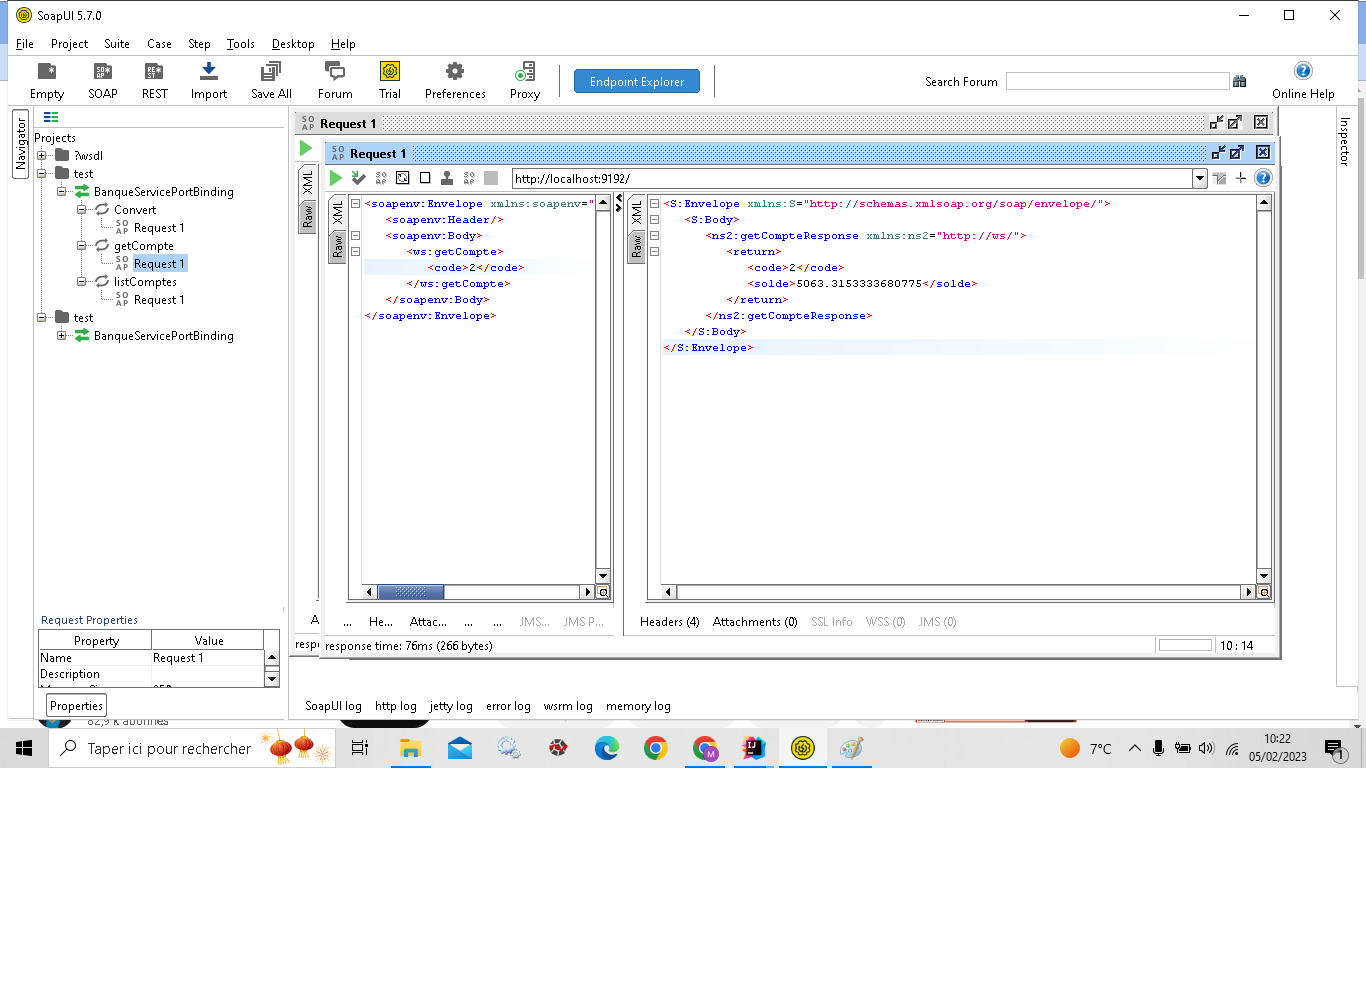 SoapUI 5.7.0
File Project Suite Case Step Tools Desktop Help
Empty SOAP REST Import Save All Forum Trial Preferences Proxy Endpoint Explorer Search Forum Online Help
Navigator
Inspector
Projects
?wsdl
test
BanqueServicePortBinding
Convert
Request 1
getCompte
Request 1
listComptes
Request 1
test
BanqueServicePortBinding
Request Properties
Property Value
Name Request 1
Description
Properties
Request 1
XML
Raw
Request 1
http://localhost:9192/
XML
Raw
<soapenv:Envelope xmlns:soapenv="
<soapenv:Header/>
<soapenv:Body>
<ws:getCompte>
<code>2</code>
</ws:getCompte>
</soapenv:Body>
</soapenv:Envelope>
XML
Raw
<S:Envelope xmlns:S="http://schemas.xmlsoap.org/soap/envelope/">
<S:Body>
<ns2:getCompteResponse xmlns:ns2="http://ws/">
<return>
<code>2</code>
<solde>5063.3153333680775</solde>
</return>
</ns2:getCompteResponse>
</S:Body>
</S:Envelope>
A ... He... Attac... ... ... JMS... JMS P... Headers (4) Attachments (0) SSL Info WSS (0) JMS (0)
respo response time: 76ms (266 bytes) 10 : 14
SoapUI log http log jetty log error log wsrm log memory log
82,9 k abonnés
Taper ici pour rechercher 7°C 10:22
05/02/2023
1